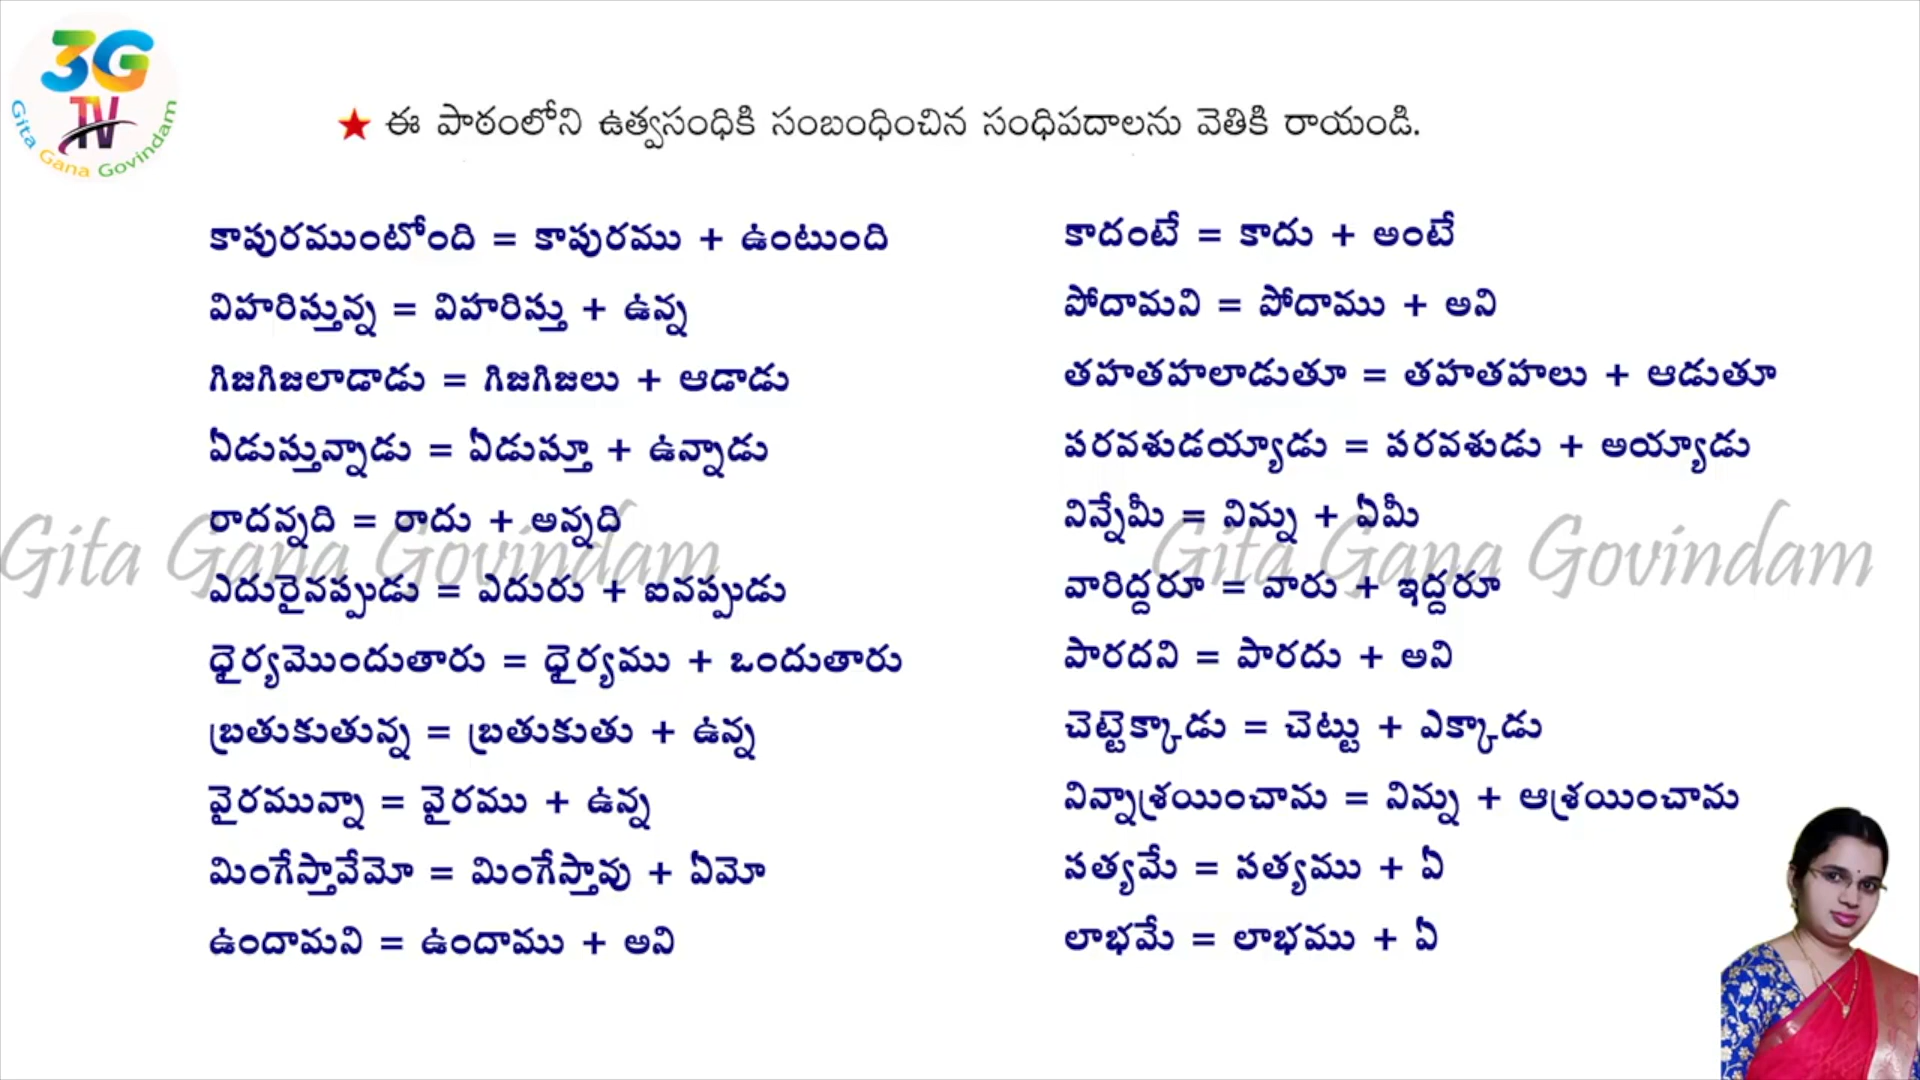 3G
TV
Gita Gana Govindam
★ ఈ పాఠంలోని ఉత్వసంధికి సంబంధించిన సంధిపదాలను వెతికి రాయండి.
కాపురముంటోంది = కాపురము + ఉంటుంది
విహరిస్తున్న = విహరిస్తు + ఉన్న
గిజగిజలాడాడు = గిజగిజలు + ఆడాడు
ఏడుస్తున్నాడు = ఏడుస్తూ + ఉన్నాడు
రాదన్నది = రాదు + అన్నది
ఎదురైనప్పుడు = ఎదురు + ఐనప్పుడు
ధైర్యమొందుతారు = ధైర్యము + ఒందుతారు
బ్రతుకుతున్న = బ్రతుకుతు + ఉన్న
వైరమున్నా = వైరము + ఉన్న
మింగేస్తావేమో = మింగేస్తావు + ఏమో
ఉందామని = ఉందాము + అని
కాదంటే = కాదు + అంటే
పోదామని = పోదాము + అని
తహతహలాడుతూ = తహతహలు + ఆడుతూ
పరవశుడయ్యాడు = పరవశుడు + అయ్యాడు
నిన్నేమీ = నిన్ను + ఏమీ
వారిద్దరూ = వారు + ఇద్దరూ
పారదని = పారదు + అని
చెట్టెక్కాడు = చెట్టు + ఎక్కాడు
నిన్నాశ్రయించాను = నిన్ను + ఆశ్రయించాను
సత్యమే = సత్యము + ఏ
లాభమే = లాభము + ఏ
Gita Gana Govindam
Gita Gana Govindam